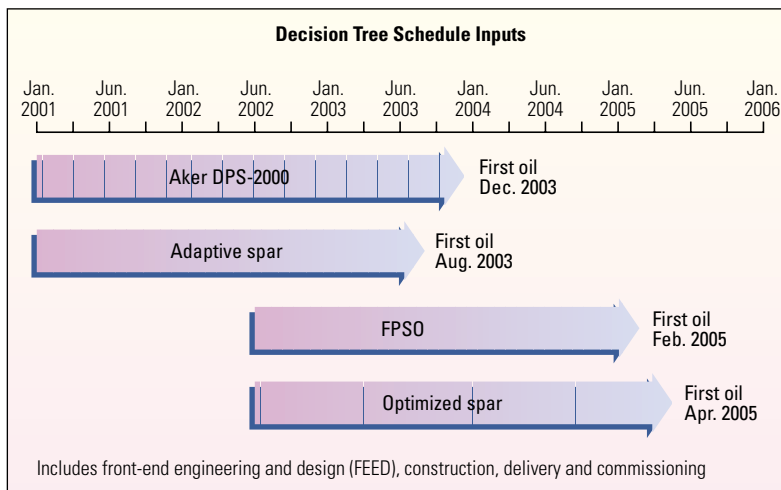 Decision Tree Schedule Inputs
Jan. Jun. Jan. Jun. Jan. Jun. Jan. Jun. Jan. Jun. Jan.
2001 2001 2002 2002 2003 2003 2004 2004 2005 2005 2006
Aker DPS-2000
First oil
Dec. 2003
Adaptive spar
First oil
Aug. 2003
FPSO
First oil
Feb. 2005
Optimized spar
First oil
Apr. 2005
Includes front-end engineering and design (FEED), construction, delivery and commissioning